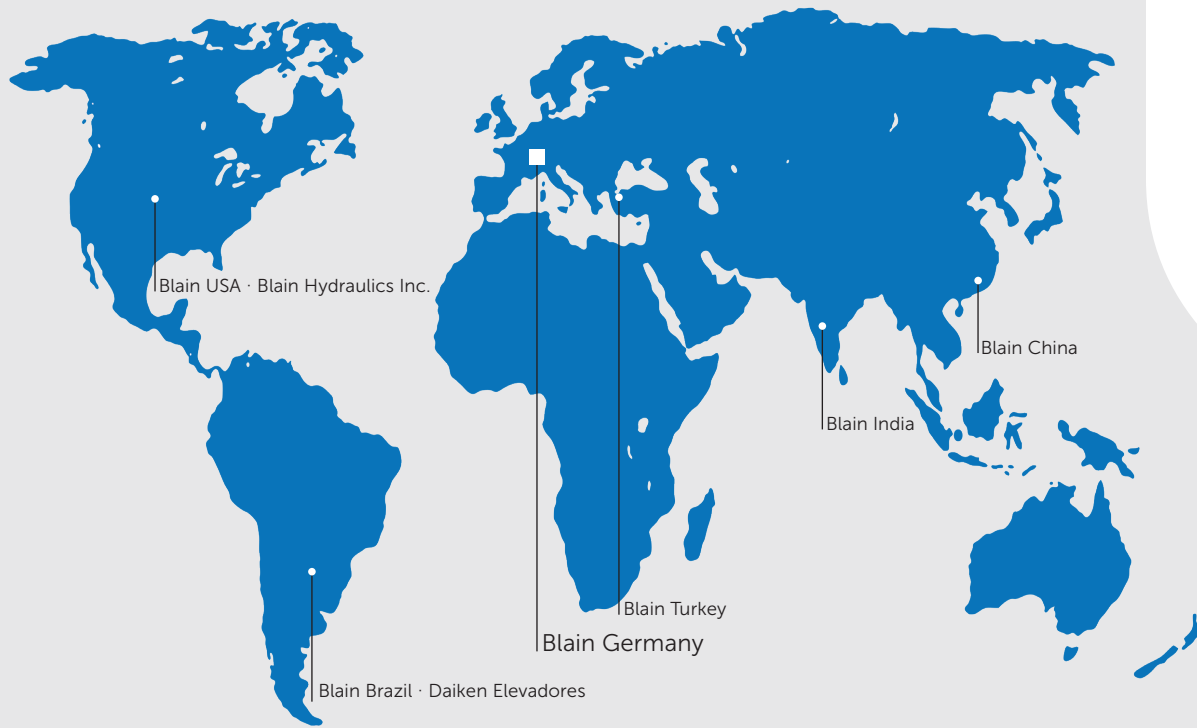 Blain USA · Blain Hydraulics Inc.
Blain China
Blain India
Blain Turkey
Blain Germany
Blain Brazil · Daiken Elevadores